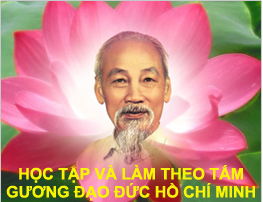 HỌC TẬP VÀ LÀM THEO TẤM
GƯƠNG ĐẠO ĐỨC HỒ CHÍ MINH